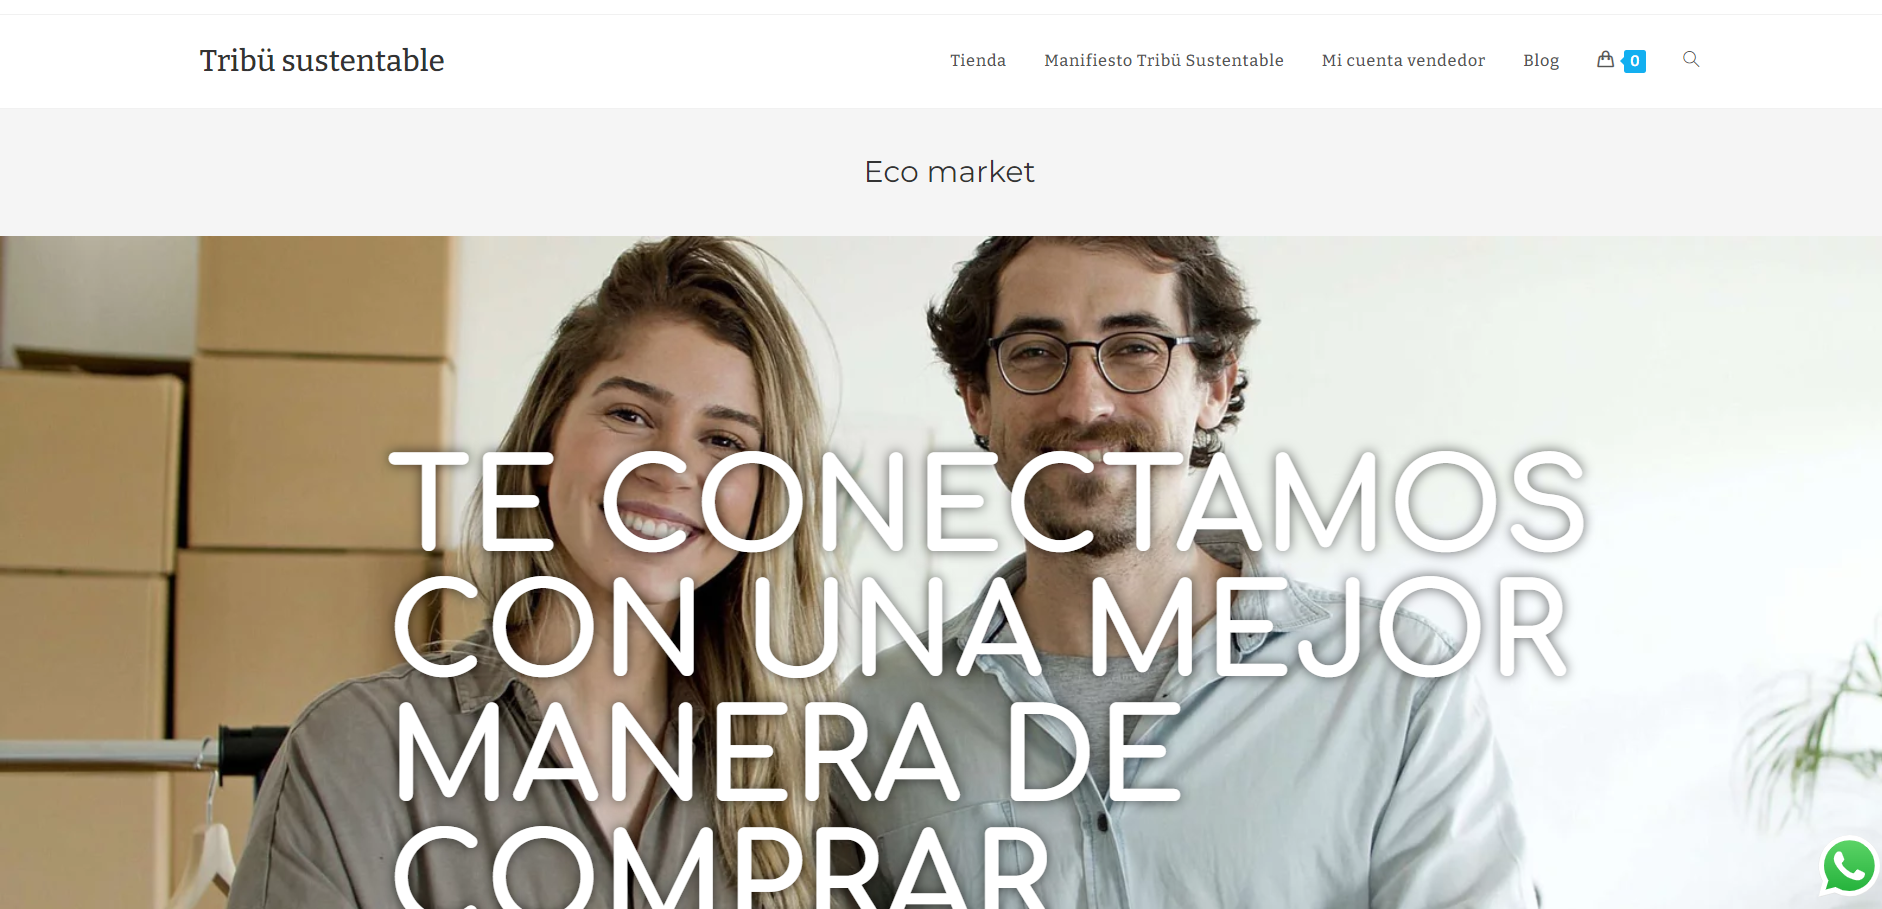 Tribü sustentable
Tienda
Manifiesto Tribü Sustentable
Mi cuenta vendedor
Blog
0
Eco market
TE CONECTAMOS
CON UNA MEJOR
MANERA DE
COMPRAR